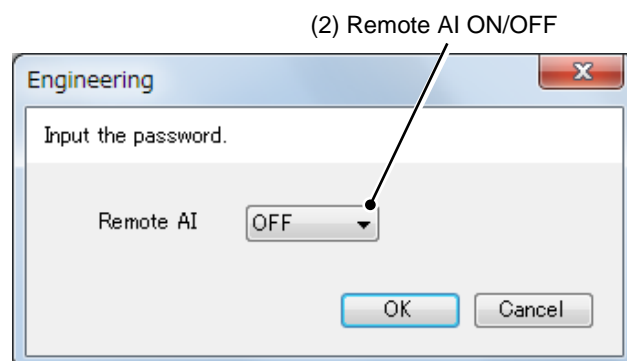 (2) Remote AI ON/OFF
Engineering
Input the password.
Remote AI OFF
OK Cancel